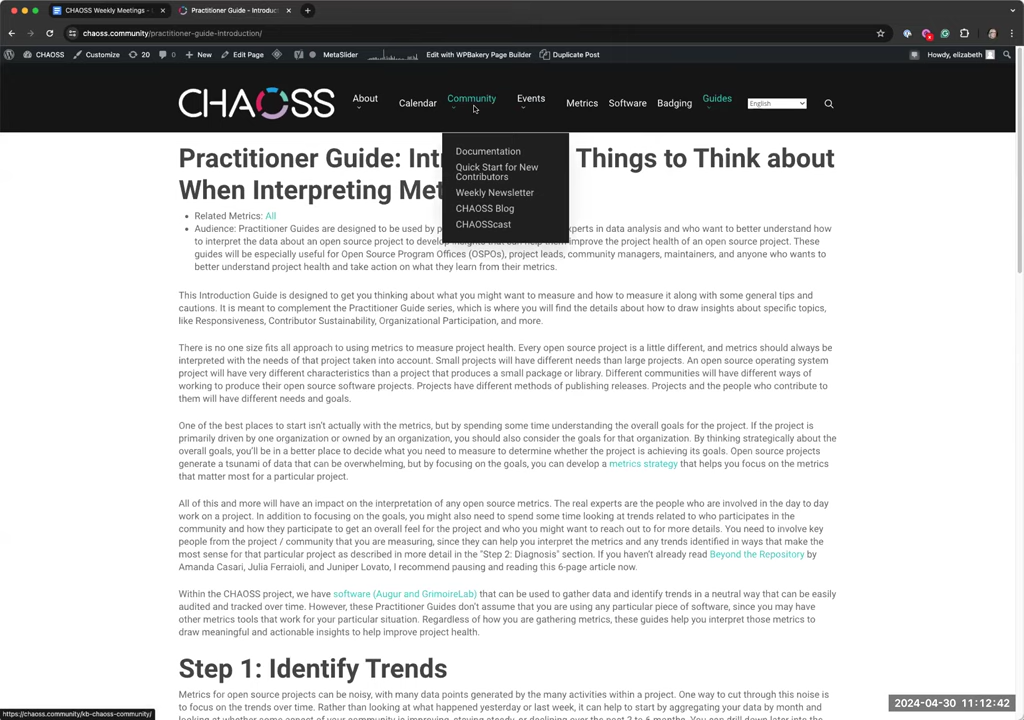 CHAOSS Weekly Meetings -
Practitioner Guide - Introduc
chaoss.community/practitioner-guide-introduction/
CHAOSS
Customize
20
0
New
Edit Page
MetaSlider
Edit with WPBakery Page Builder
Duplicate Post
Howdy, elizabeth
CHAOSS
About
Calendar
Community
Events
Metrics
Software
Badging
Guides
English
Documentation
Quick Start for New
Contributors
Weekly Newsletter
CHAOSS Blog
CHAOSScast
Practitioner Guide: Things to Think about
When Interpreting
Related Metrics: All
Audience: Practitioner Guides are designed to be used by experts in data analysis and who want to better understand how
to interpret the data about an open source project to develop improve the project health of an open source project. These
guides will be especially useful for Open Source Program Offices (OSPOs), project leads, community managers, maintainers, and anyone who wants to
better understand project health and take action on what they learn from their metrics.
This Introduction Guide is designed to get you thinking about what you might want to measure and how to measure it along with some general tips and
cautions. It is meant to complement the Practitioner Guide series, which is where you will find the details about how to draw insights about specific topics,
like Responsiveness, Contributor Sustainability, Organizational Participation, and more.
There is no one size fits all approach to using metrics to measure project health. Every open source project is a little different, and metrics should always be
interpreted with the needs of that project taken into account. Small projects will have different needs than large projects. An open source operating system
project will have very different characteristics than a project that produces a small package or library. Different communities will have different ways of
working to produce their open source software projects. Projects have different methods of publishing releases. Projects and the people who contribute to
them will have different needs and goals.
One of the best places to start isn't actually with the metrics, but by spending some time understanding the overall goals for the project. If the project is
primarily driven by one organization or owned by an organization, you should also consider the goals for that organization. By thinking strategically about the
overall goals, you'll be in a better place to decide what you need to measure to determine whether the project is achieving its goals. Open source projects
generate a tsunami of data that can be overwhelming, but by focusing on the goals, you can develop a metrics strategy that helps you focus on the metrics
that matter most for a particular project.
All of this and more will have an impact on the interpretation of any open source metrics. The real experts are the people who are involved in the day to day
work on a project. In addition to focusing on the goals, you might also need to spend some time looking at trends related to who participates in the
community and how they participate to get an overall feel for the project and who you might want to reach out to for more details. You need to involve key
people from the project / community that you are measuring, since they can help you interpret the metrics and any trends identified in ways that make the
most sense for that particular project as described in more detail in the "Step 2: Diagnosis" section. If you haven't already read Beyond the Repository by
Amanda Casari, Julia Ferraioli, and Juniper Lovato, I recommend pausing and reading this 6-page article now.
Within the CHAOSS project, we have software (Augur and GrimoireLab) that can be used to gather data and identify trends in a neutral way that can be easily
audited and tracked over time. However, these Practitioner Guides don't assume that you are using any particular piece of software, since you may have
other metrics tools that work for your particular situation. Regardless of how you are gathering metrics, these guides help you interpret those metrics to
draw meaningful and actionable insights to help improve project health.
Step 1: Identify Trends
Metrics for open source projects can be noisy, with many data points generated by the many activities within a project. One way to cut through this noise is
to focus on the trends over time. Rather than looking at what happened yesterday or last week, it can help to start by aggregating your data by month and
https://chaoss.community/kb-chaoss-community/
2024-04-30 11:12:42